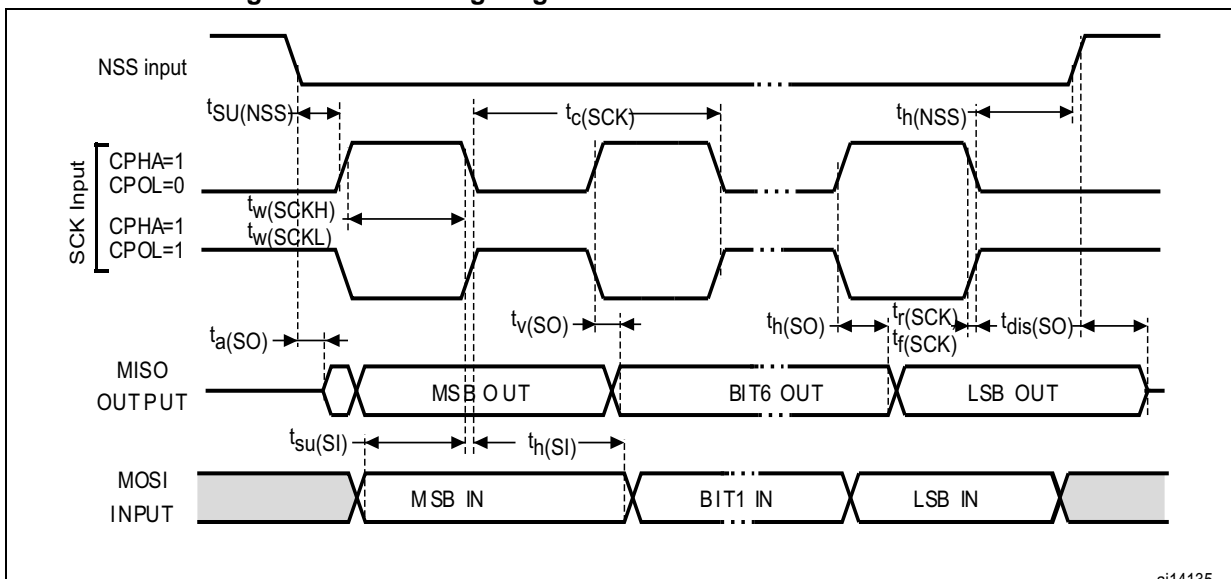 NSS input
tSU(NSS)
tc(SCK)
th(NSS)
SCK Input
CPHA=1
CPOL=0
CPHA=1
CPOL=1
tw(SCKH)
tw(SCKL)
ta(SO)
tv(SO)
th(SO)
tr(SCK)
tf(SCK)
tdis(SO)
MISO
OUTPUT
MSB OUT
BIT6 OUT
LSB OUT
tsu(SI)
th(SI)
MOSI
INPUT
MSB IN
BIT1 IN
LSB IN